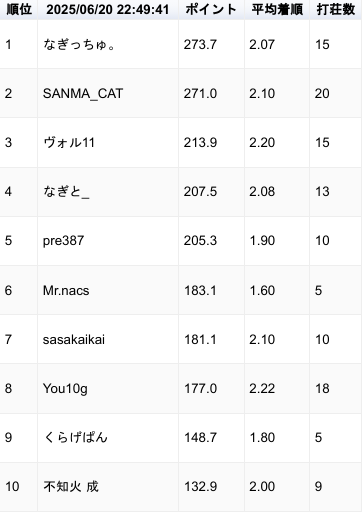 順位 2025/06/20 22:49:41 ポイント 平均着順 打荘数
1 なぎっちゅ。 273.7 2.07 15
2 SANMA_CAT 271.0 2.10 20
3 ヴォル11 213.9 2.20 15
4 なぎと_ 207.5 2.08 13
5 pre387 205.3 1.90 10
6 Mr.nacs 183.1 1.60 5
7 sasakaikai 181.1 2.10 10
8 You10g 177.0 2.22 18
9 くらげぱん 148.7 1.80 5
10 不知火 成 132.9 2.00 9